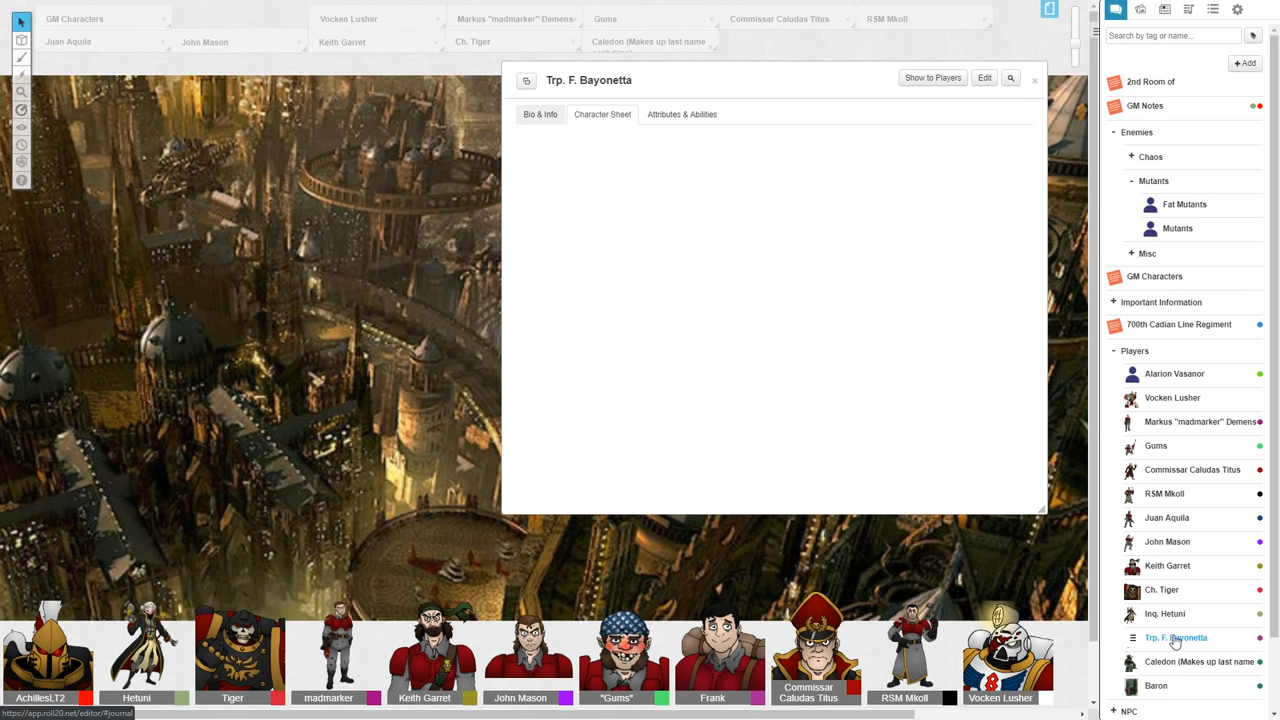 GM Characters
Vocken Lusher
Markus "madmarker" Demens
Gums
Commissar Caludas Titus
RSM Mkoll
Juan Aquila
John Mason
Keith Garret
Ch. Tiger
Caledon (Makes up last name
Trp. F. Bayonetta
Show to Players
Edit
Bio & Info
Character Sheet
Attributes & Abilities
Search by tag or name...
+ Add
2nd Room of
GM Notes
- Enemies
+ Chaos
- Mutants
Fat Mutants
Mutants
+ Misc
GM Characters
+ Important Information
700th Cadian Line Regiment
- Players
Alarion Vasanor
Vocken Lusher
Markus "madmarker" Demens
Gums
Commissar Caludas Titus
RSM Mkoll
Juan Aquila
John Mason
Keith Garret
Ch. Tiger
Inq. Hetuni
Trp. F. Bayonetta
Caledon (Makes up last name
Baron
+ NPC
AchillesLT2
Hetuni
Tiger
madmarker
Keith Garret
John Mason
"Gums"
Frank
Commissar
Caludas Titus
RSM Mkoll
8
Vocken Lusher
https://app.roll20.net/editor/#journal